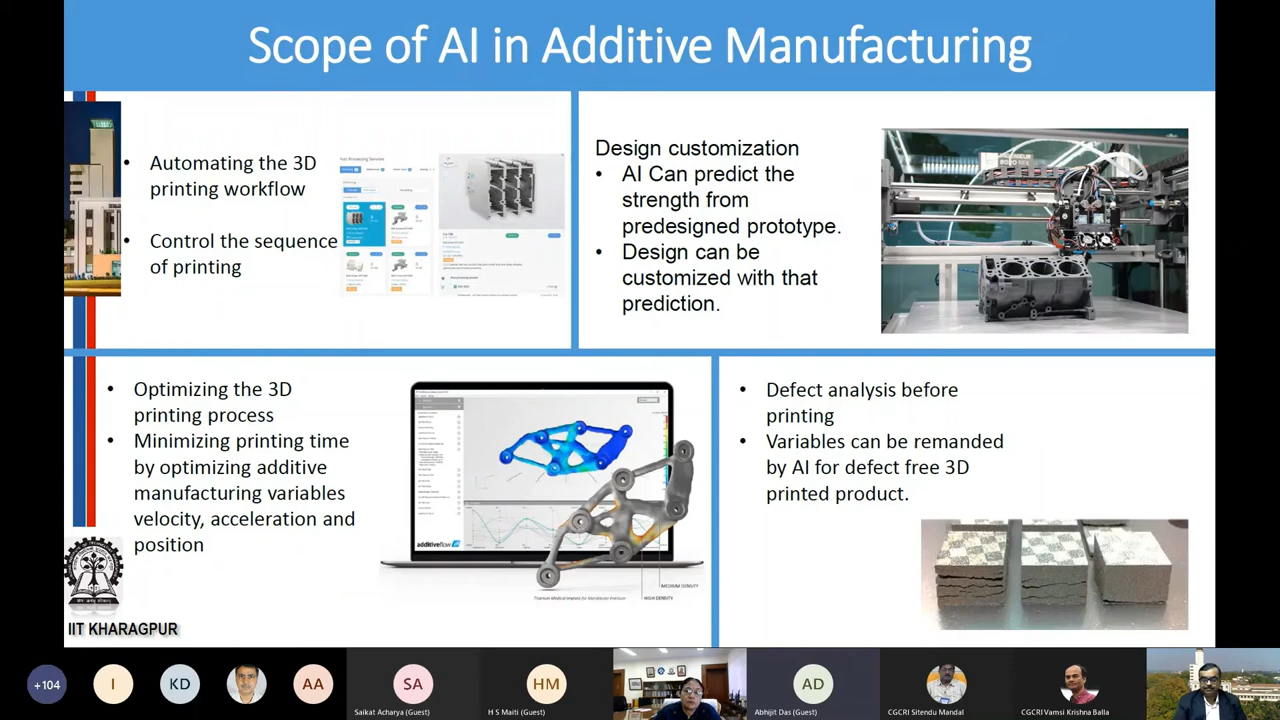 Scope of AI in Additive Manufacturing
• Automating the 3D
printing workflow
• Control the sequence
of printing
Design customization
• AI Can predict the
strength from
predesigned prototype.
• Design can be
customized with that
prediction.
• Optimizing the 3D
printing process
• Minimizing printing time
by optimizing additive
manufacturing variables
velocity, acceleration and
position
additiveflow
MEDIUM DENSITY
HIGH DENSITY
• Defect analysis before
printing
• Variables can be remanded
by AI for defect free 3D
printed product.
IIT KHARAGPUR
+104
I
KD
AA
SA
Saikat Acharya (Guest)
HM
H S Maiti (Guest)
AD
Abhijit Das (Guest)
CGCRI Sitendu Mandal
CGCRI Vamsi Krishna Balla